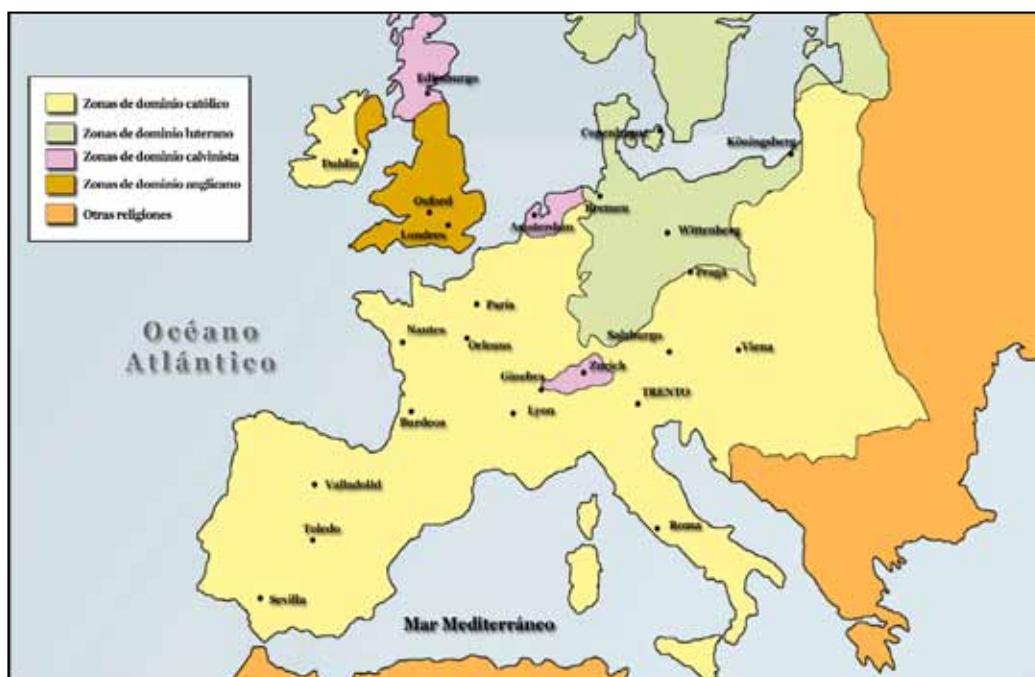 Zonas de dominio católico
Zonas de dominio luterano
Zonas de dominio calvinista
Zonas de dominio anglicano
Otras religiones
Edimburgo
Dublin
Oxford
Londres
Amsterdam
Copenhague
Bremen
Köningsberg
Wittenberg
Praga
París
Nantes
Orleans
Salzburgo
Viena
Ginebra
Zurich
TRENTO
Lyon
Burdeos
Océano
Atlántico
Valladolid
Toledo
Sevilla
Roma
Mar Mediterráneo